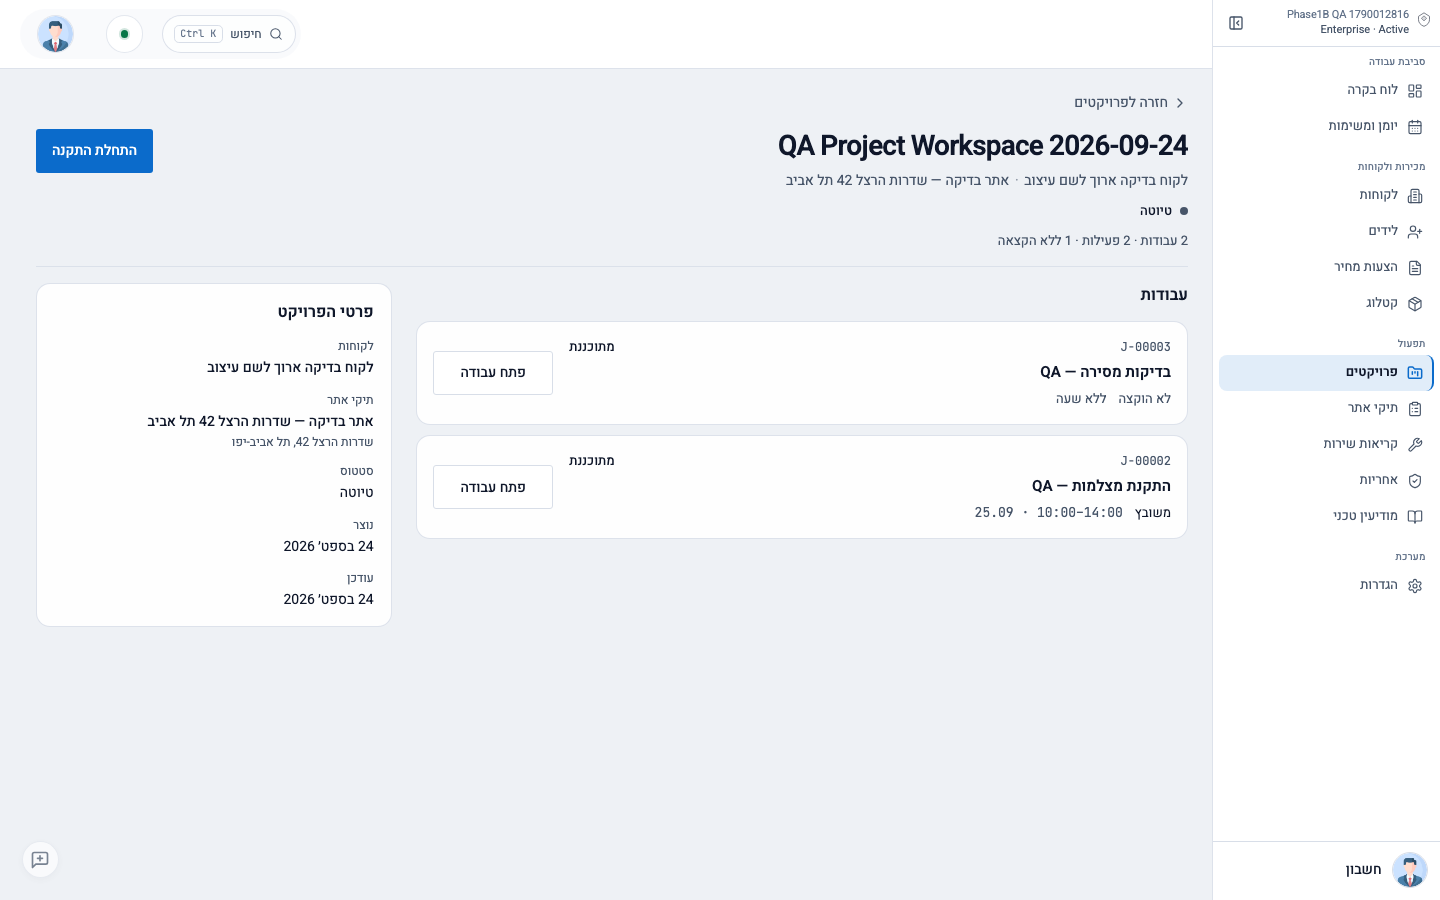 Phase1B QA 1790012816
Enterprise · Active
סביבת עבודה
לוח בקרה
יומן ומשימות
מכירות ולקוחות
לקוחות
לידים
הצעות מחיר
קטלוג
תפעול
פרויקטים
תיקי אתר
קריאות שירות
אחריות
מודיעין טכני
מערכת
הגדרות
חשבון
חיפוש Ctrl K
חזרה לפרויקטים
QA Project Workspace 2026-09-24
התחלת התקנה
לקוח בדיקה ארוך לשם עיצוב · אתר בדיקה — שדרות הרצל 42 תל אביב
טיוטה
2 עבודות · 2 פעילות · 1 ללא הקצאה
עבודות
J-00003
מתוכננת
בדיקות מסירה — QA
לא הוקצה ללא שעה
פתח עבודה
J-00002
מתוכננת
התקנת מצלמות — QA
משובץ 25.09 · 10:00–14:00
פתח עבודה
פרטי הפרויקט
לקוחות
לקוח בדיקה ארוך לשם עיצוב
תיקי אתר
אתר בדיקה — שדרות הרצל 42 תל אביב
שדרות הרצל 42, תל אביב-יפו
סטטוס
טיוטה
נוצר
24 בספט׳ 2026
עודכן
24 בספט׳ 2026